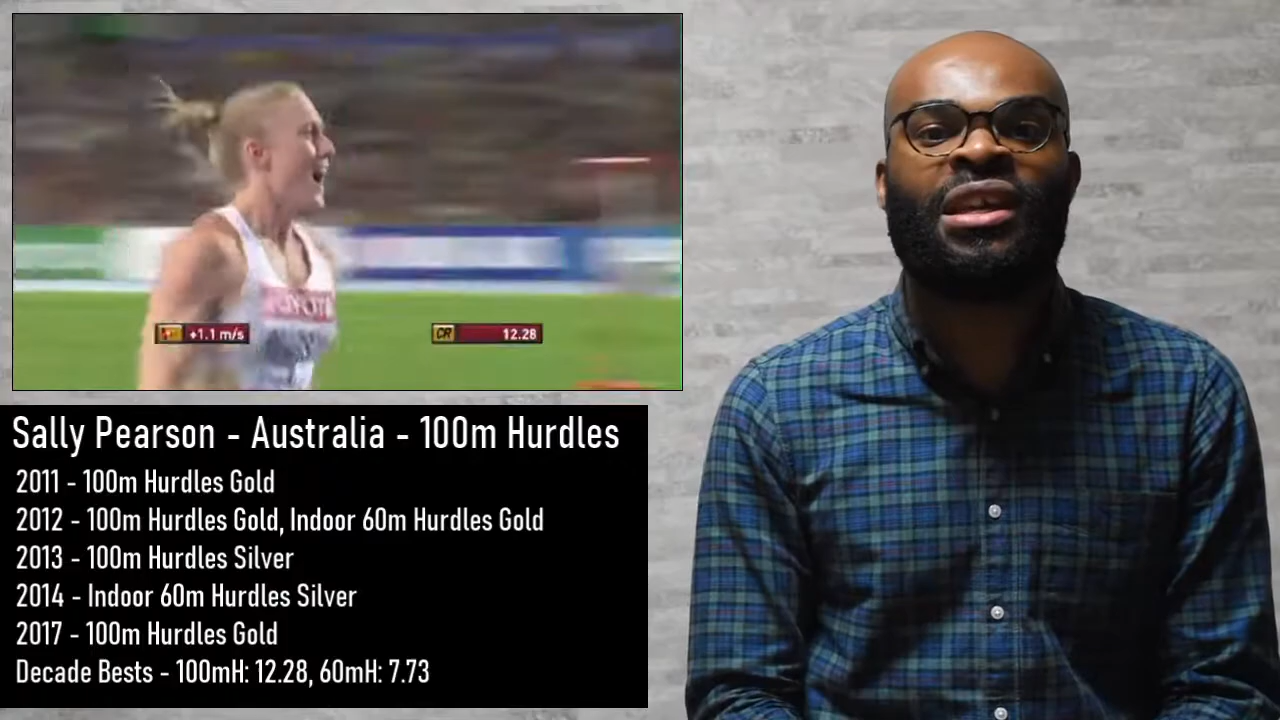 TOYOTA
+1.1 m/s
CR 12.28
Sally Pearson - Australia - 100m Hurdles
2011 - 100m Hurdles Gold
2012 - 100m Hurdles Gold, Indoor 60m Hurdles Gold
2013 - 100m Hurdles Silver
2014 - Indoor 60m Hurdles Silver
2017 - 100m Hurdles Gold
Decade Bests - 100mH: 12.28, 60mH: 7.73